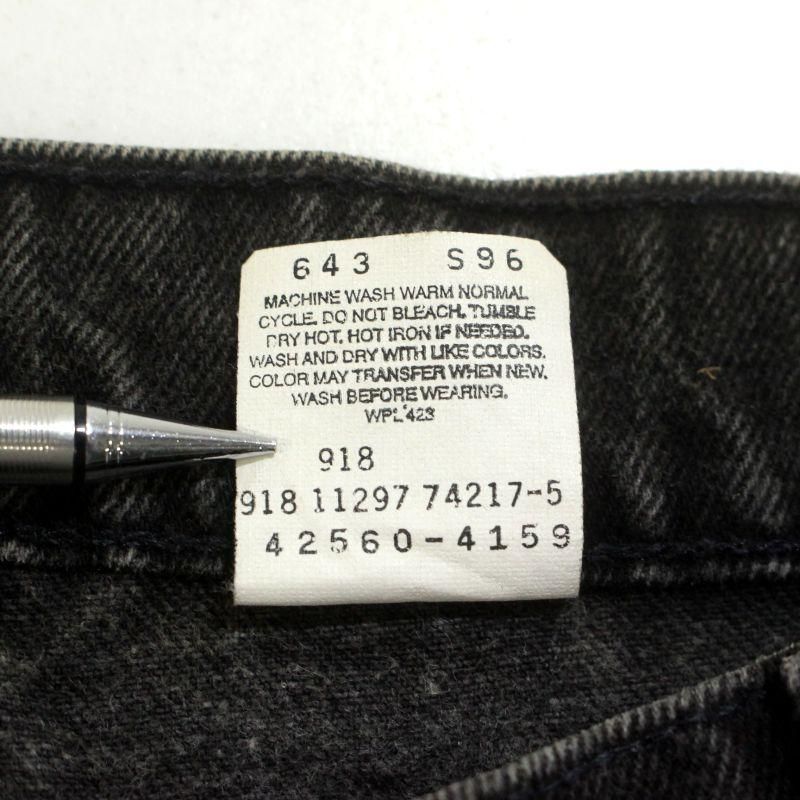 643 S96
MACHINE WASH WARM NORMAL
CYCLE. DO NOT BLEACH. TUMBLE
DRY HOT. HOT IRON IF NEEDED.
WASH AND DRY WITH LIKE COLORS.
COLOR MAY TRANSFER WHEN NEW.
WASH BEFORE WEARING.
WPL 423
918
918 11297 74217-5
42560-4159